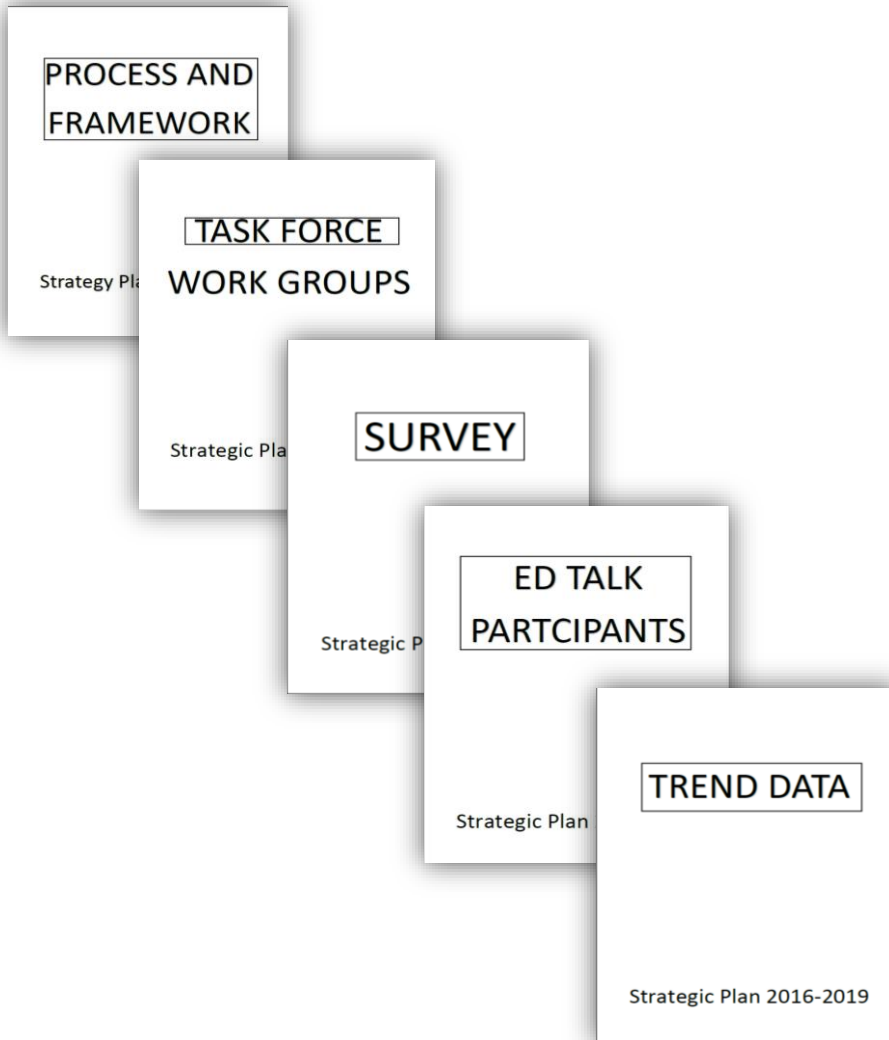 PROCESS AND
FRAMEWORK
Strategy Pla
TASK FORCE
WORK GROUPS
Strategic Pla
SURVEY
Strategic P
ED TALK
PARTCIPANTS
Strategic Plan
TREND DATA
Strategic Plan 2016-2019